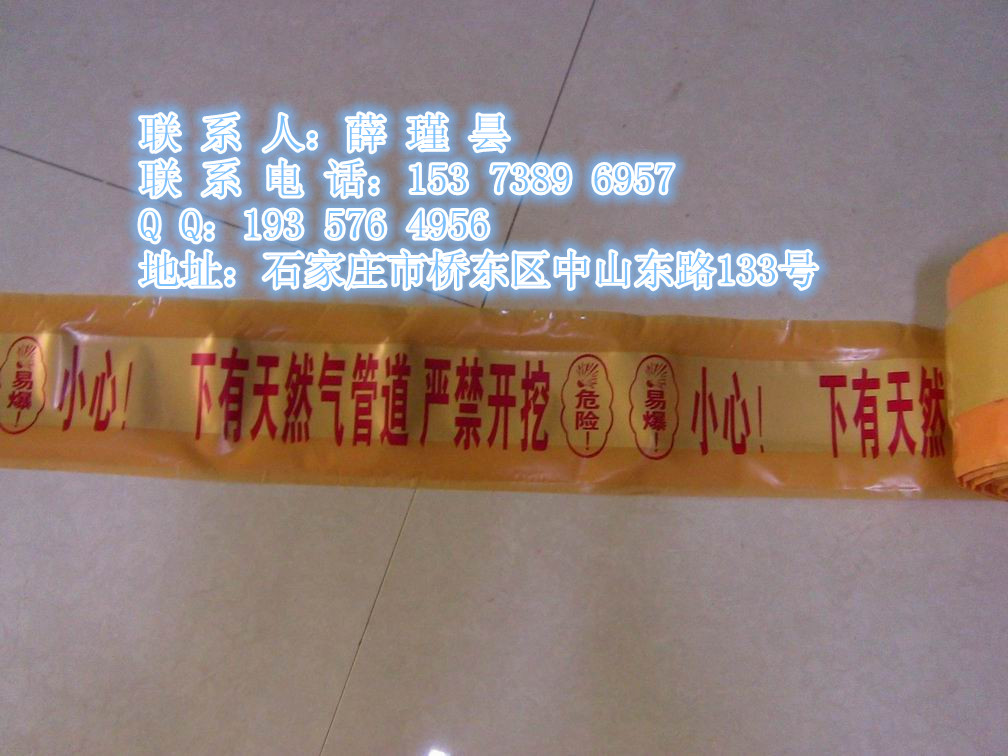 联 系 人: 薛 瑾 昙
联 系 电 话: 153 7389 6957
Q Q: 193 576 4956
地址: 石家庄市桥东区中山东路133号
易爆! 小心! 下有天然气管道 严禁开挖 危险! 易爆! 小心! 下有天然